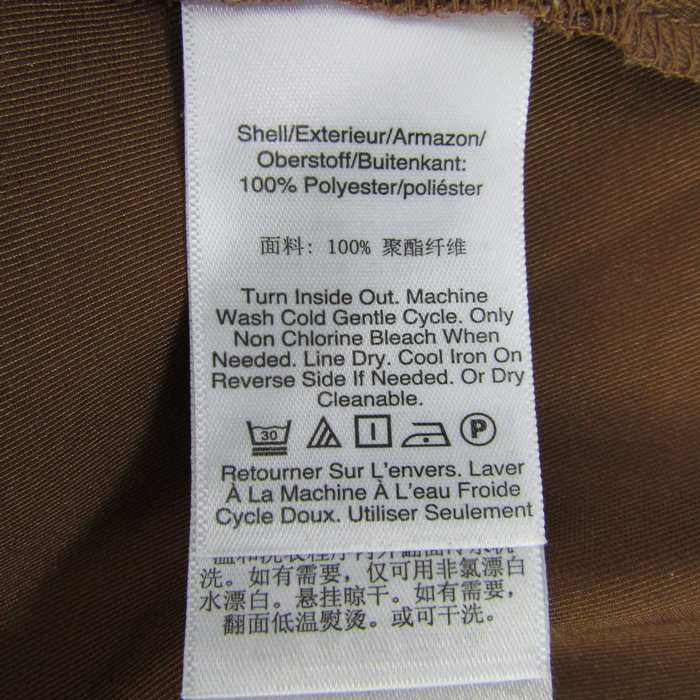 Shell/Exterieur/Armazon/
Oberstoff/Buitenkant:
100% Polyester/poliéster
面料: 100% 聚酯纤维
Turn Inside Out. Machine
Wash Cold Gentle Cycle. Only
Non Chlorine Bleach When
Needed. Line Dry. Cool Iron On
Reverse Side If Needed. Or Dry
Cleanable.
30 P
Retourner Sur L'envers. Laver
À La Machine À L'eau Froide
Cycle Doux. Utiliser Seulement
洗。如有需要，仅可用非氯漂白
水漂白。悬挂晾干。如有需要，
翻面低温熨烫。或可干洗。